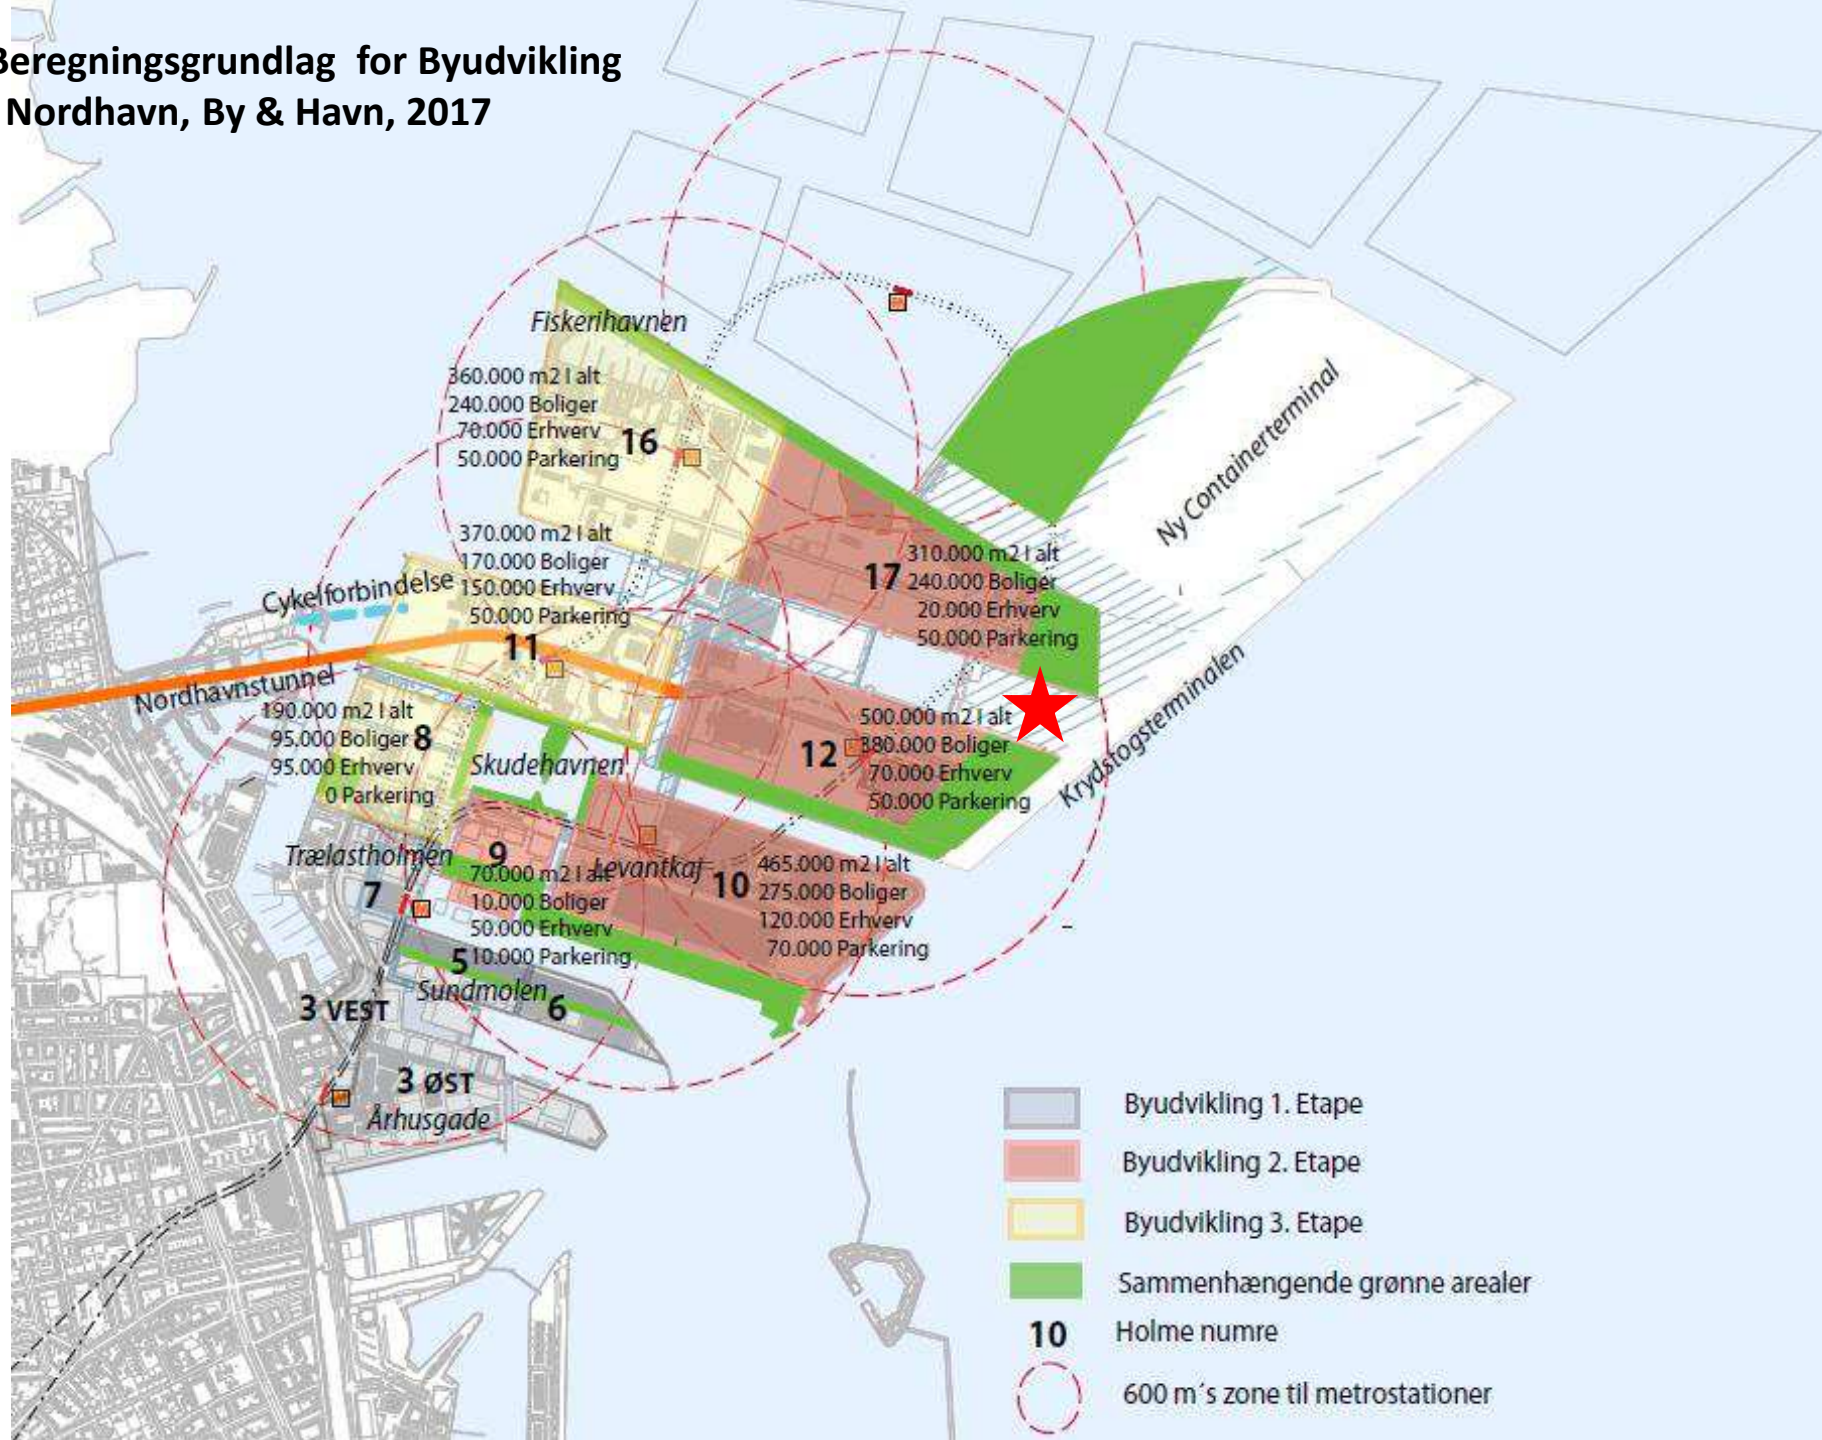 Beregningsgrundlag for Byudvikling
Nordhavn, By & Havn, 2017
Fiskerihavnen
360.000 m2 I alt
240.000 Boliger
70.000 Erhverv
50.000 Parkering
16
370.000 m2 I alt
170.000 Boliger
150.000 Erhverv
50.000 Parkering
11
Cykelforbindelse
Nordhavnstunnel
310.000 m2 I alt
240.000 Boliger
20.000 Erhverv
50.000 Parkering
17
Ny Containerterminal
Krydstogsterminalen
190.000 m2 I alt
95.000 Boliger
95.000 Erhverv
0 Parkering
8
Skudehavnen
500.000 m2 I alt
380.000 Boliger
70.000 Erhverv
50.000 Parkering
12
Trælastholmen
7
9
70.000 m2 I alt
10.000 Boliger
50.000 Erhverv
10.000 Parkering
Levantkaj
10
465.000 m2 I alt
275.000 Boliger
120.000 Erhverv
70.000 Parkering
5
Sundmolen
6
3 VEST
3 ØST
Århusgade
Byudvikling 1. Etape
Byudvikling 2. Etape
Byudvikling 3. Etape
Sammenhængende grønne arealer
10 Holme numre
600 m´s zone til metrostationer